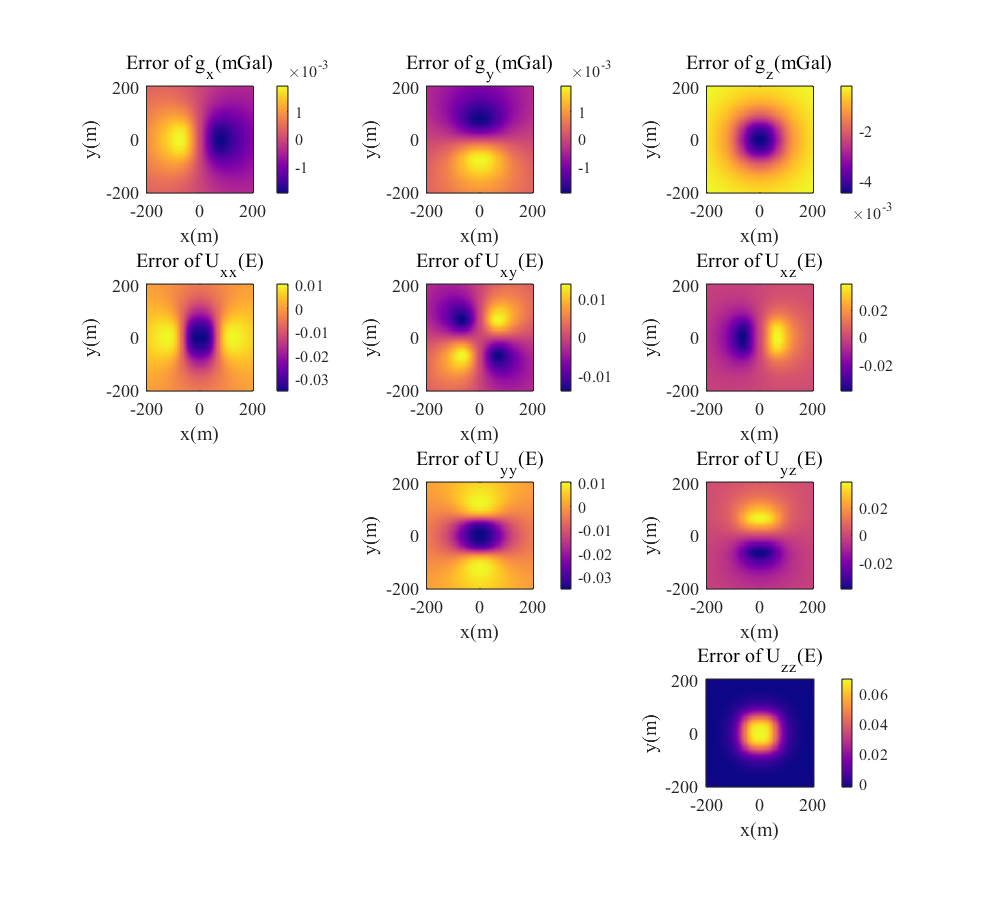 Error of g_x(mGal)
×10^-3
200
0
-200
y(m)
-200 0 200
x(m)
1
0
-1
Error of g_y(mGal)
×10^-3
200
0
-200
y(m)
-200 0 200
x(m)
1
0
-1
Error of g_z(mGal)
200
0
-200
y(m)
-200 0 200
x(m)
-2
-4
×10^-3
Error of U_xx(E)
200
0
-200
y(m)
-200 0 200
x(m)
0.01
0
-0.01
-0.02
-0.03
Error of U_xy(E)
200
0
-200
y(m)
-200 0 200
x(m)
0.01
0
-0.01
Error of U_xz(E)
200
0
-200
y(m)
-200 0 200
x(m)
0.02
0
-0.02
Error of U_yy(E)
200
0
-200
y(m)
-200 0 200
x(m)
0.01
0
-0.01
-0.02
-0.03
Error of U_yz(E)
200
0
-200
y(m)
-200 0 200
x(m)
0.02
0
-0.02
Error of U_zz(E)
200
0
-200
y(m)
-200 0 200
x(m)
0.06
0.04
0.02
0